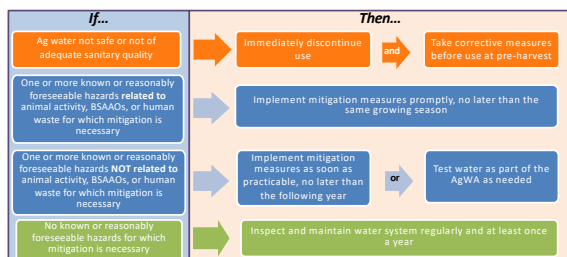 If...
Then...
Ag water not safe or not of
adequate sanitary quality
Immediately discontinue
use
and
Take corrective measures
before use at pre-harvest
One or more known or reasonably
foreseeable hazards related to
animal activity, BSAAOs, or human
waste for which mitigation is
necessary
Implement mitigation measures promptly, no later than the
same growing season
One or more known or reasonably
foreseeable hazards NOT related to
animal activity, BSAAOs, or human
waste for which mitigation is
necessary
Implement mitigation
measures as soon as
practicable, no later than
the following year
or
Test water as part of the
AgWA as needed
No known or reasonably
foreseeable hazards for which
mitigation is necessary
Inspect and maintain water system regularly and at least once
a year